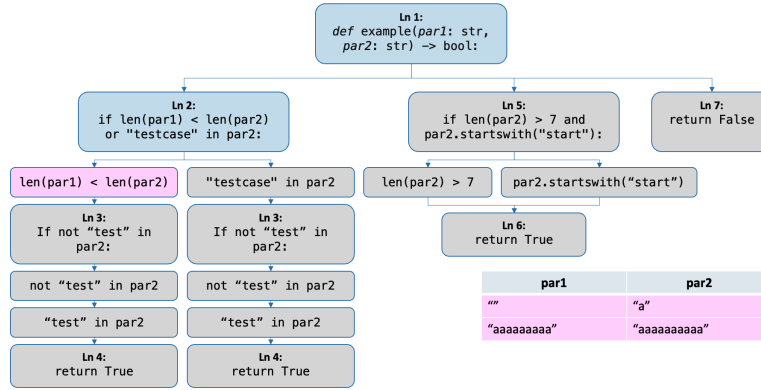 Ln 1:
def example(par1: str,
par2: str) -> bool:
Ln 2:
if len(par1) < len(par2)
or "testcase" in par2:
Ln 5:
if len(par2) > 7 and
par2.startswith("start"):
Ln 7:
return False
len(par1) < len(par2)
"testcase" in par2
len(par2) > 7
par2.startswith(“start”)
Ln 3:
If not “test” in
par2:
Ln 3:
If not “test” in
par2:
Ln 6:
return True
not “test” in par2
not “test” in par2
“test” in par2
“test” in par2
Ln 4:
return True
Ln 4:
return True
par1 par2
“” “a”
“aaaaaaaaa” “aaaaaaaaaa”